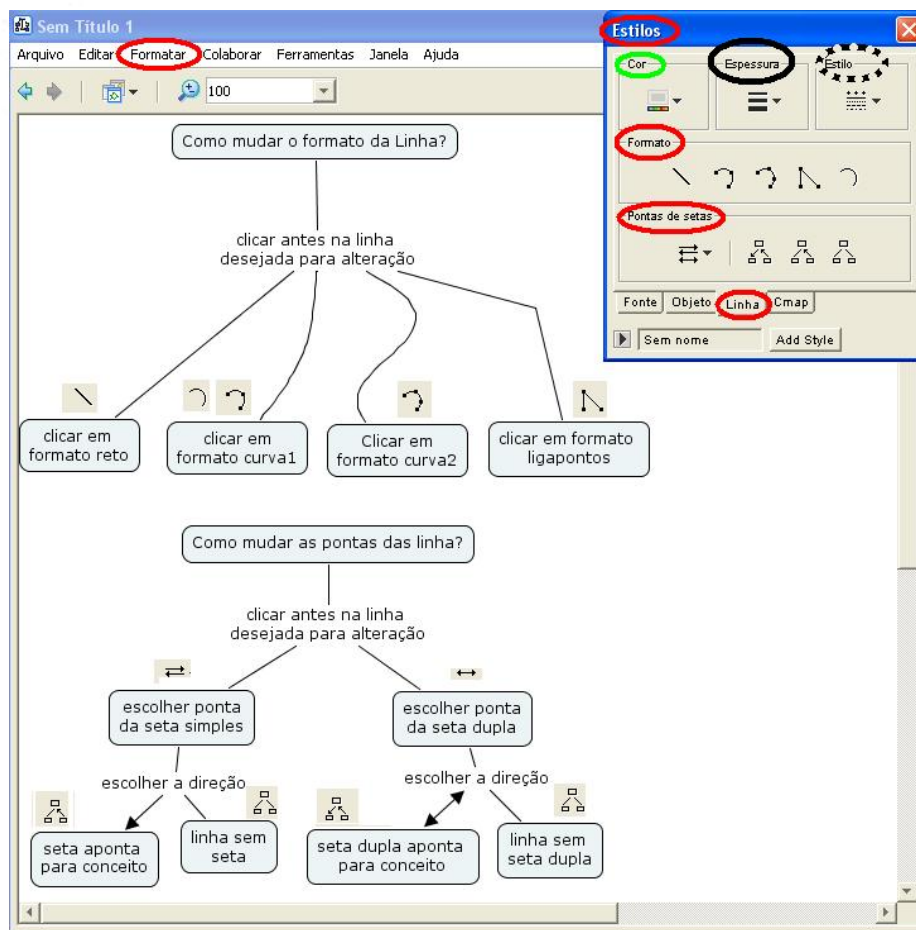 Sem Título 1
Arquivo Editar Formatar Colaborar Ferramentas Janela Ajuda
100
Estilos
Cor Espessura Estilo
Formato
Pontas de setas
Fonte Objeto Linha Cmap
Sem nome Add Style
Como mudar o formato da Linha?
clicar antes na linha
desejada para alteração
clicar em
formato reto
clicar em
formato curva1
Clicar em
formato curva2
clicar em formato
ligapontos
Como mudar as pontas das linha?
clicar antes na linha
desejada para alteração
escolher ponta
da seta simples
escolher ponta
da seta dupla
escolher a direção
escolher a direção
seta aponta
para conceito
linha sem
seta
seta dupla aponta
para conceito
linha sem
seta dupla